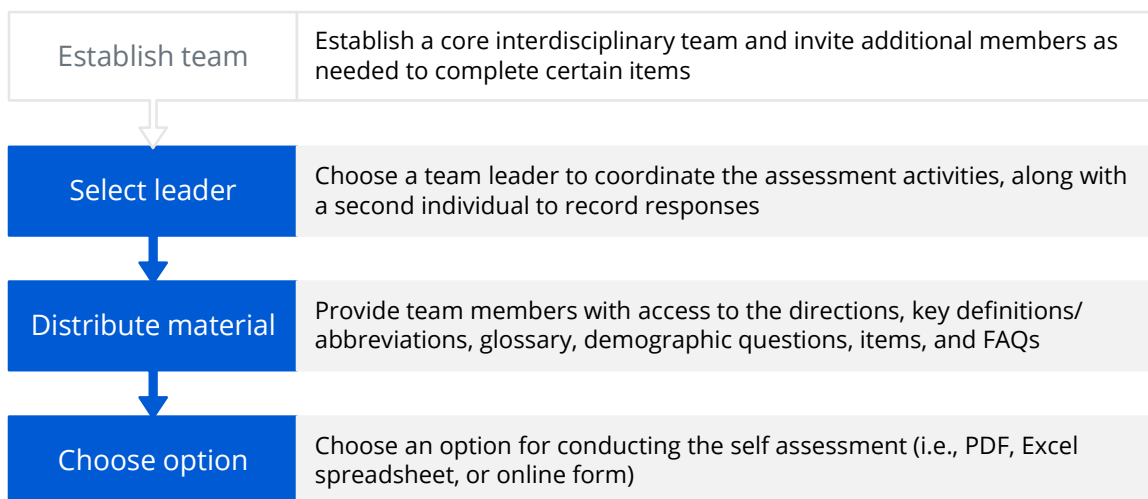 Establish team
Establish a core interdisciplinary team and invite additional members as
needed to complete certain items
Select leader
Choose a team leader to coordinate the assessment activities, along with
a second individual to record responses
Distribute material
Provide team members with access to the directions, key definitions/
abbreviations, glossary, demographic questions, items, and FAQs
Choose option
Choose an option for conducting the self assessment (i.e., PDF, Excel
spreadsheet, or online form)